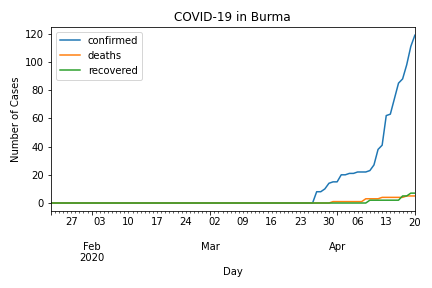 COVID-19 in Burma
confirmed
deaths
recovered
Number of Cases
120
100
80
60
40
20
0
27 03 10 17 24 02 09 16 23 30 06 13 20
Feb Mar Apr
2020
Day